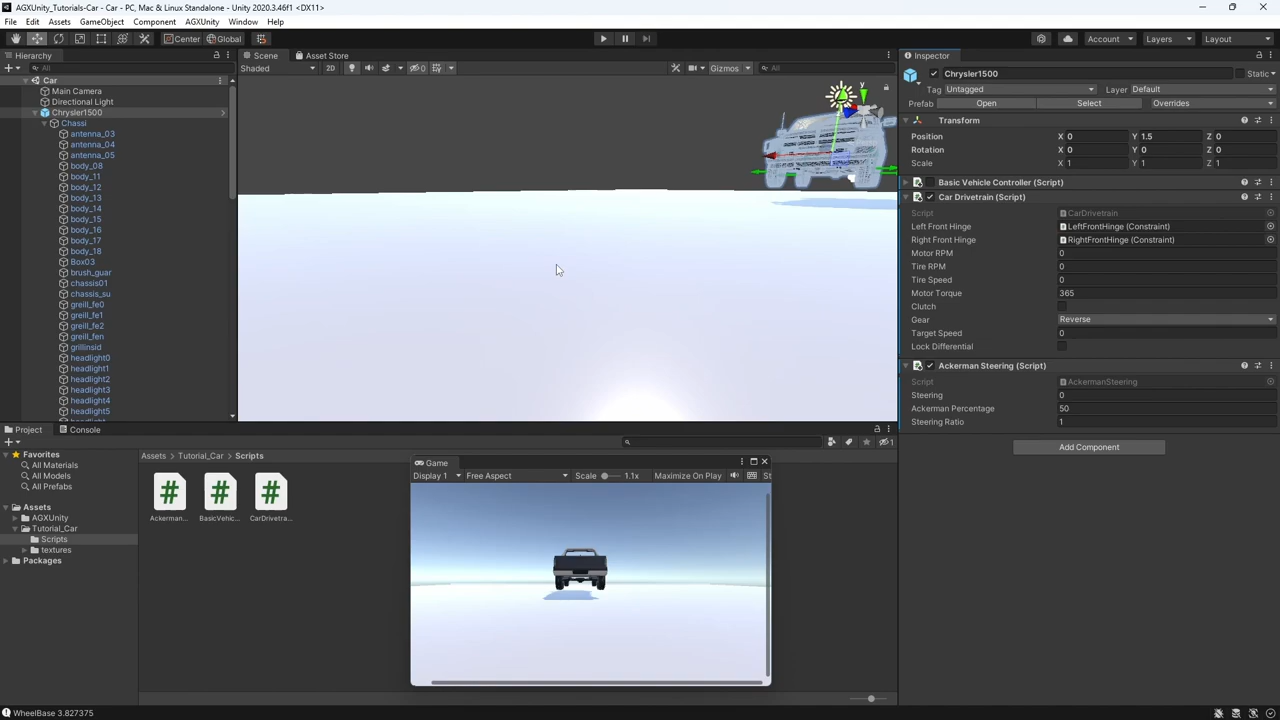 AGXUnity_Tutorials-Car - Car - PC, Mac & Linux Standalone - Unity 2020.3.46f1 <DX11>
File Edit Assets GameObject Component AGXUnity Window Help
Center Global Account Layers Layout
Hierarchy
All
Car
Main Camera
Directional Light
Chrysler1500
Chassi
antenna_03
antenna_04
antenna_05
body_08
body_11
body_12
body_13
body_14
body_15
body_16
body_17
body_18
Box03
brush_guar
chassis01
chassis_su
greill_fe0
greill_fe1
greill_fe2
greill_fen
grillinsid
headlight0
headlight1
headlight2
headlight3
headlight4
headlight5
Scene Asset Store
Shaded 2D 0 Gizmos All
y
Inspector
Chrysler1500 Static
Tag Untagged Layer Default
Prefab Open Select Overrides
Transform
Position X 0 Y 1.5 Z 0
Rotation X 0 Y 0 Z 0
Scale X 1 Y 1 Z 1
Basic Vehicle Controller (Script)
Car Drivetrain (Script)
Script CarDrivetrain
Left Front Hinge LeftFrontHinge (Constraint)
Right Front Hinge RightFrontHinge (Constraint)
Motor RPM 0
Tire RPM 0
Tire Speed 0
Motor Torque 365
Clutch
Gear Reverse
Target Speed 0
Lock Differential
Ackerman Steering (Script)
Script AckermanSteering
Steering 0
Ackerman Percentage 50
Steering Ratio 1
Add Component
Project Console
Favorites
All Materials
All Models
All Prefabs
Assets
AGXUnity
Tutorial_Car
Scripts
textures
Packages
1
Assets > Tutorial_Car > Scripts
# # #
Ackerman... BasicVehic... CarDrivetra...
Game
Display 1 Free Aspect Scale 1.1x Maximize On Play St
WheelBase 3.827375